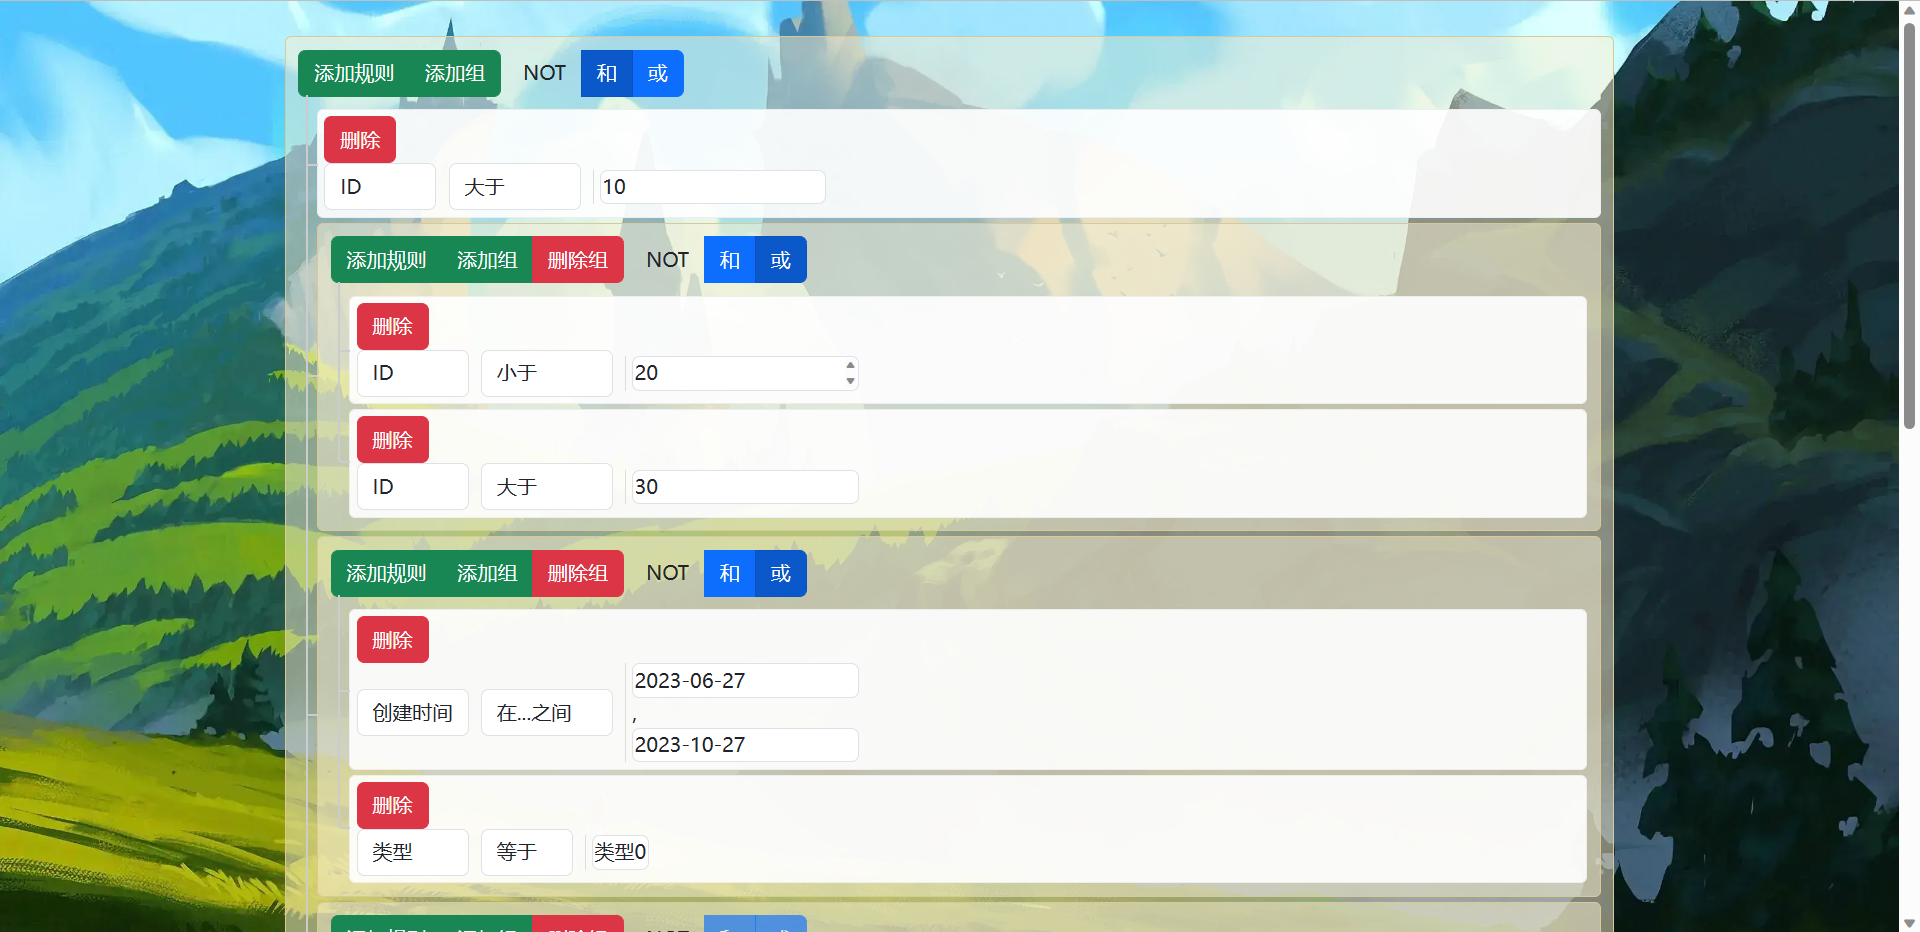 添加规则 添加组 NOT 和 或
删除
ID 大于 10
添加规则 添加组 删除组 NOT 和 或
删除
ID 小于 20
删除
ID 大于 30
添加规则 添加组 删除组 NOT 和 或
删除
2023-06-27
创建时间 在...之间 ,
2023-10-27
删除
类型 等于 类型0